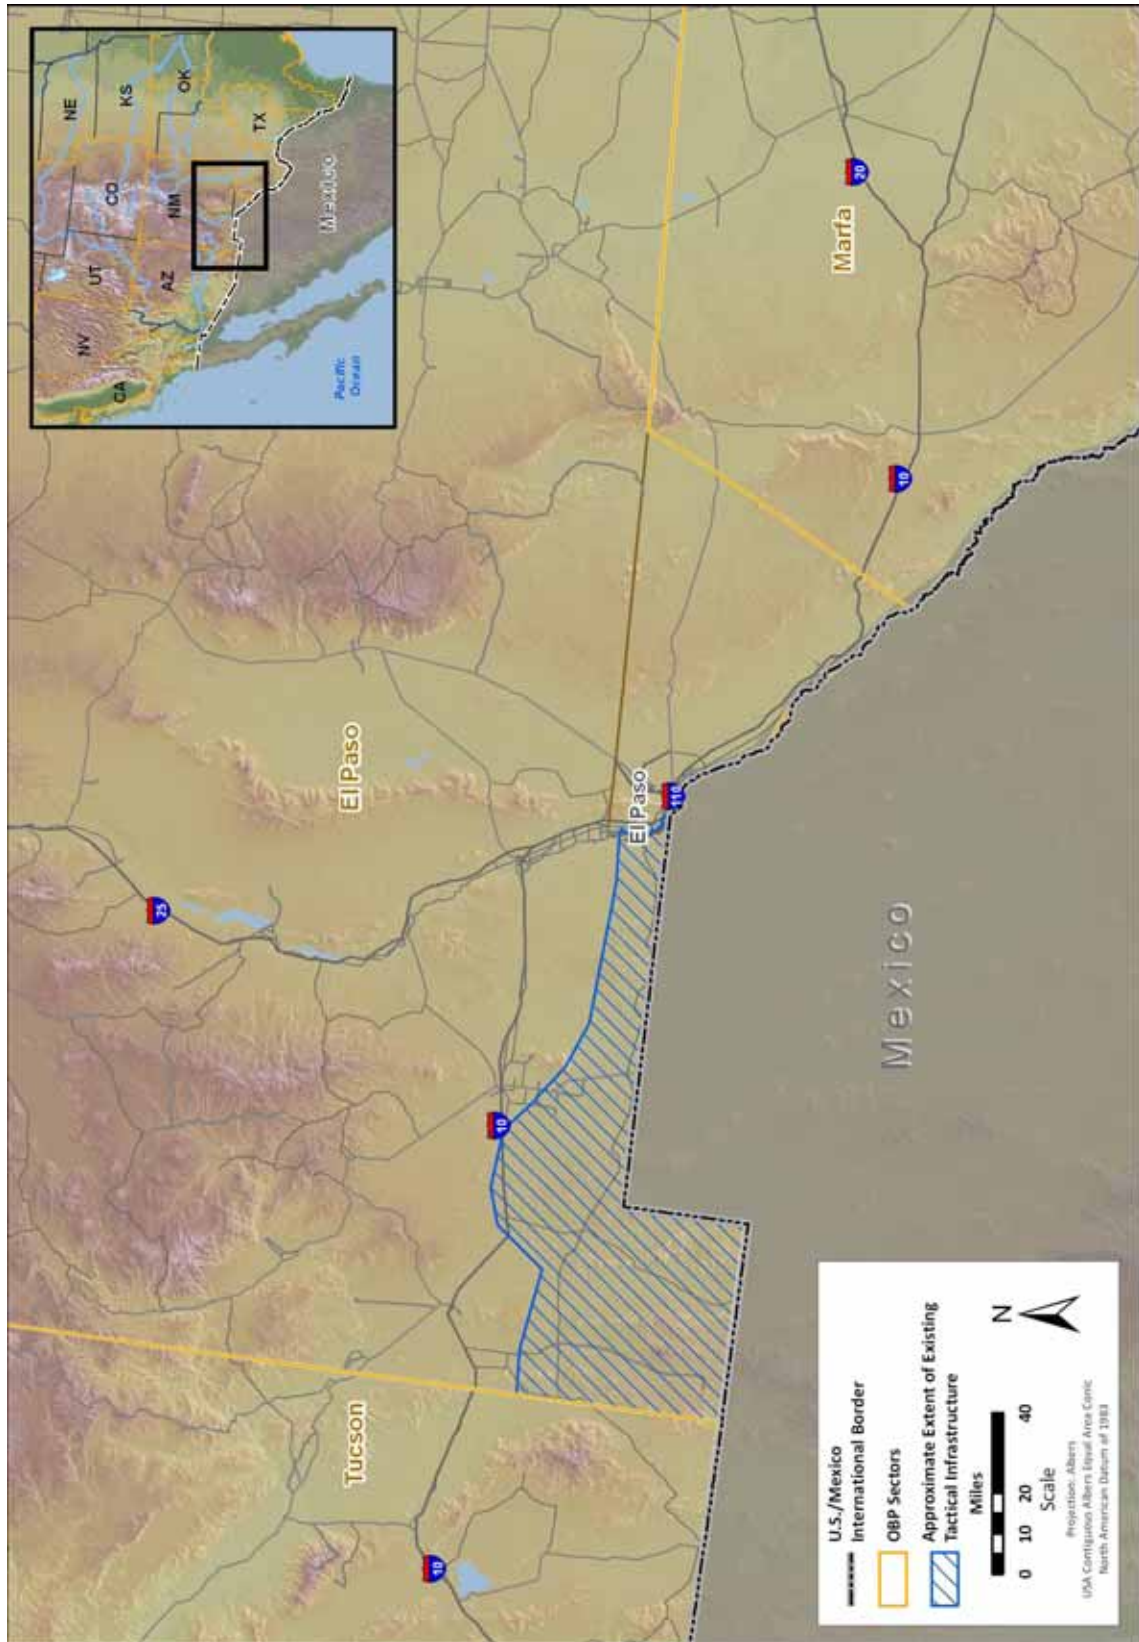 NE
KS
OK
TX
CO
NM
UT
AZ
NV
CA
Mexico
Pacific
Ocean
25
10
10
El Paso
Tucson
El Paso
110
Marfa
20
10
Mexico
U.S./Mexico
International Border
OBP Sectors
Approximate Extent of Existing
Tactical Infrastructure
Miles
0 10 20 40
Scale
N
Projection: Albers
USA Contiguous Albers Equal Area Conic
North American Datum of 1983